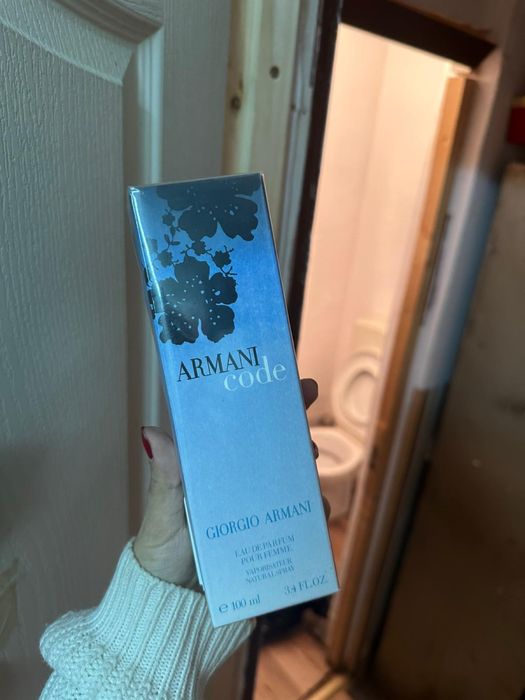 ARMANI
code
GIORGIO ARMANI
EAU DE PARFUM
POUR FEMME
VAPORISATEUR
NATURAL SPRAY
℮ 100 ml 3.4 FL.OZ.